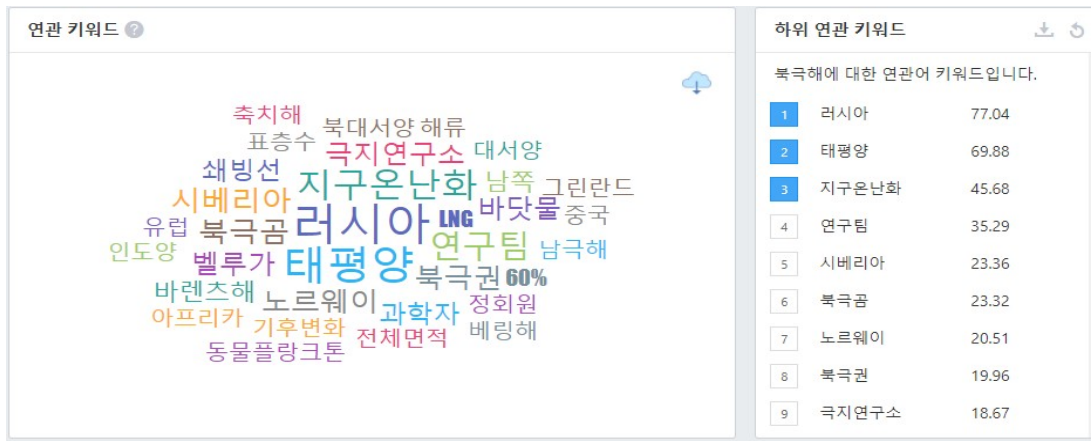 연관 키워드 ?
축치해
북대서양 해류
표층수
극지연구소
대서양
쇄빙선
지구온난화
남쪽
그린란드
시베리아
러시아
LNG
바닷물
중국
유럽
북극곰
연구팀
남극해
인도양
벨루가
태평양
북극권
60%
바렌츠해
노르웨이
과학자
정회원
아프리카
기후변화
전체면적
베링해
동물플랑크톤
하위 연관 키워드
북극해에 대한 연관어 키워드입니다.
1 러시아 77.04
2 태평양 69.88
3 지구온난화 45.68
4 연구팀 35.29
5 시베리아 23.36
6 북극곰 23.32
7 노르웨이 20.51
8 북극권 19.96
9 극지연구소 18.67